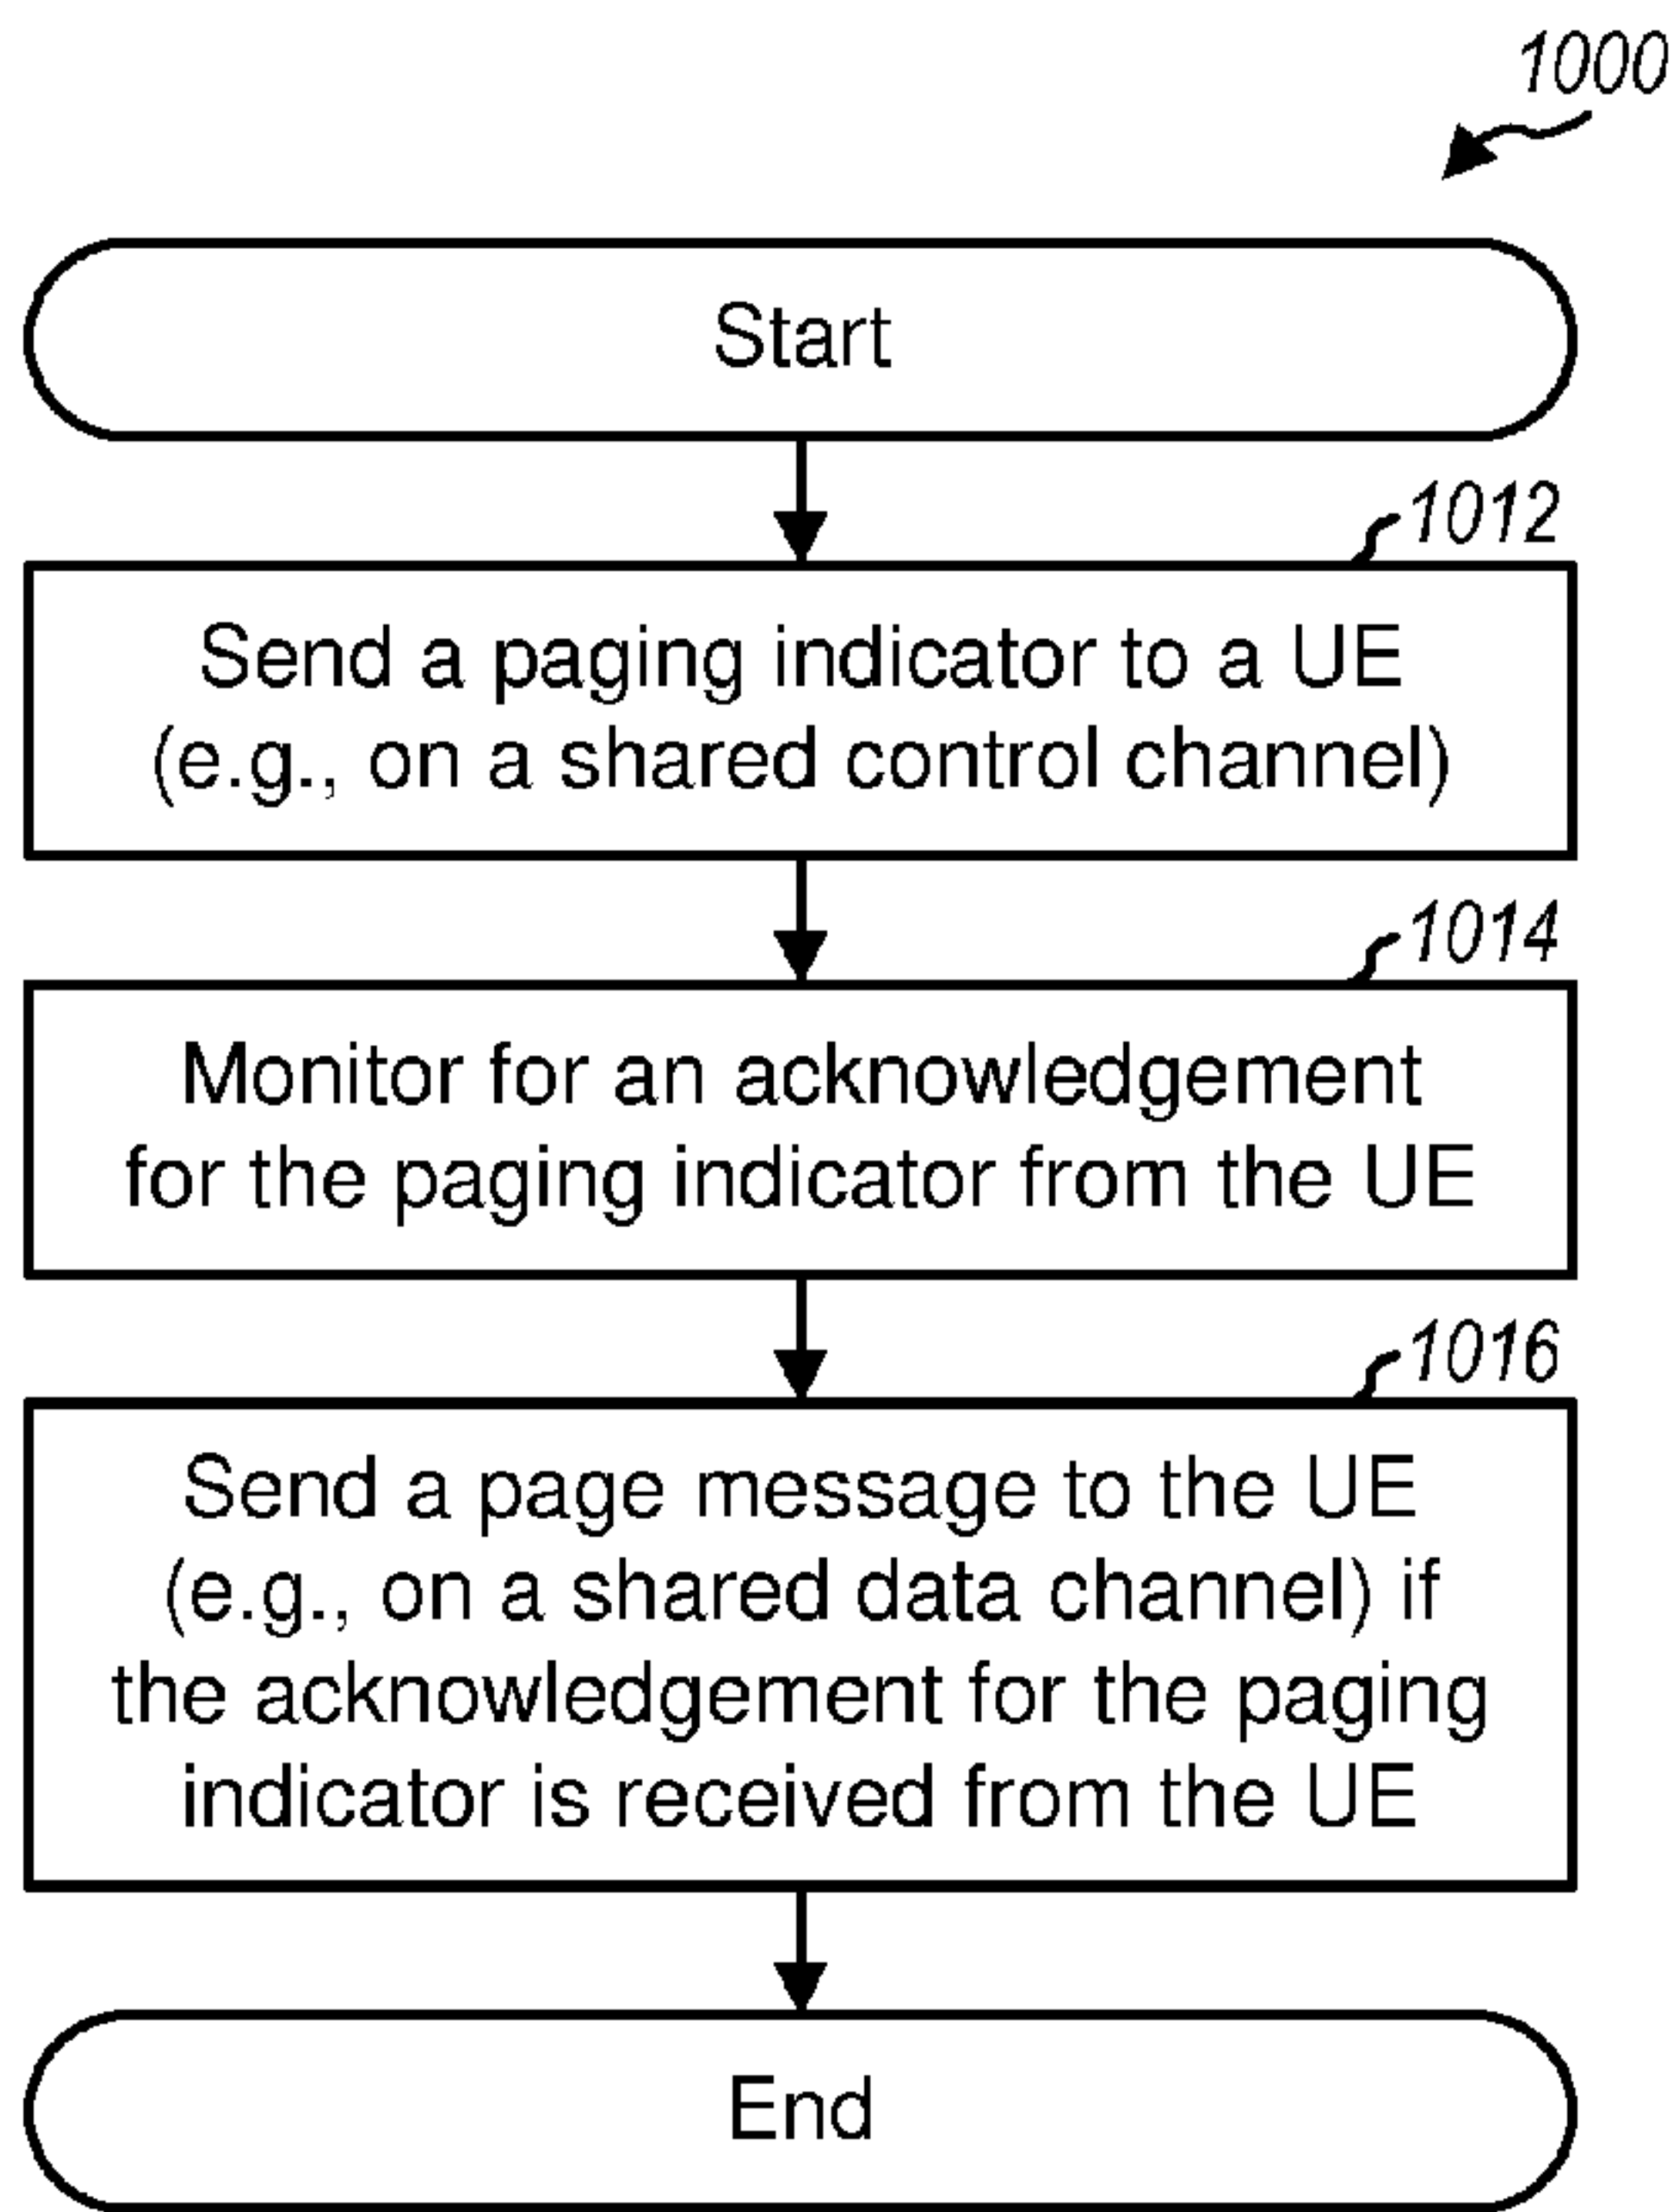 1000
Start
1012
Send a paging indicator to a UE
(e.g., on a shared control channel)
1014
Monitor for an acknowledgement
for the paging indicator from the UE
1016
Send a page message to the UE
(e.g., on a shared data channel) if
the acknowledgement for the paging
indicator is received from the UE
End